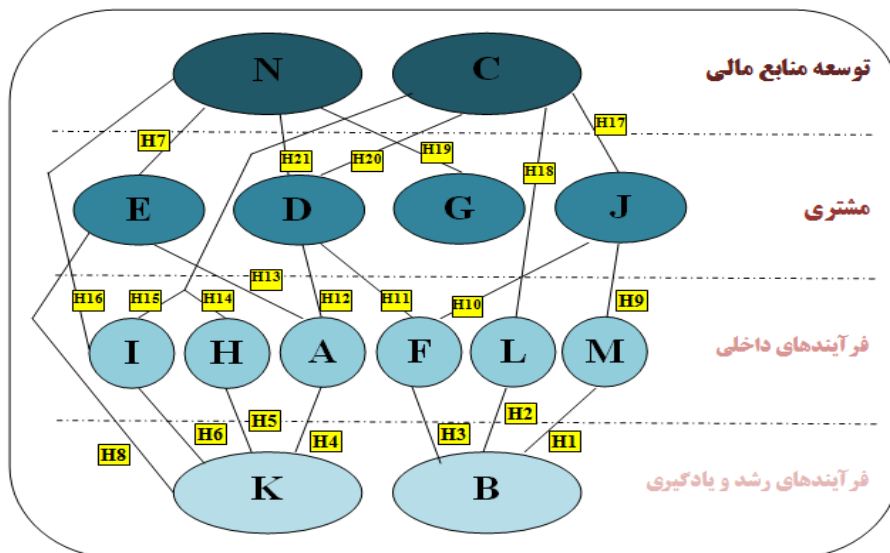 N
C
توسعه منابع مالی
H7
H21
H20
H19
H18
H17
E
D
G
J
مشتری
H16
H15
H14
H13
H12
H11
H10
H9
I
H
A
F
L
M
فرآیندهای داخلی
H8
H6
H5
H4
H3
H2
H1
K
B
فرآیندهای رشد و یادگیری